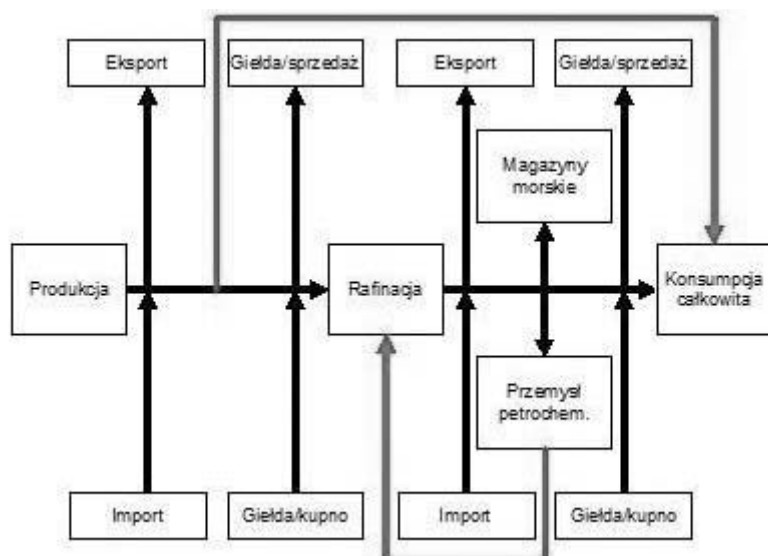 Eksport
Giełda/sprzedaż
Eksport
Giełda/sprzedaż
Magazyny
morskie
Produkcja
Rafinacja
Konsumpcja
całkowita
Przemysł
petrochem.
Import
Giełda/kupno
Import
Giełda/kupno